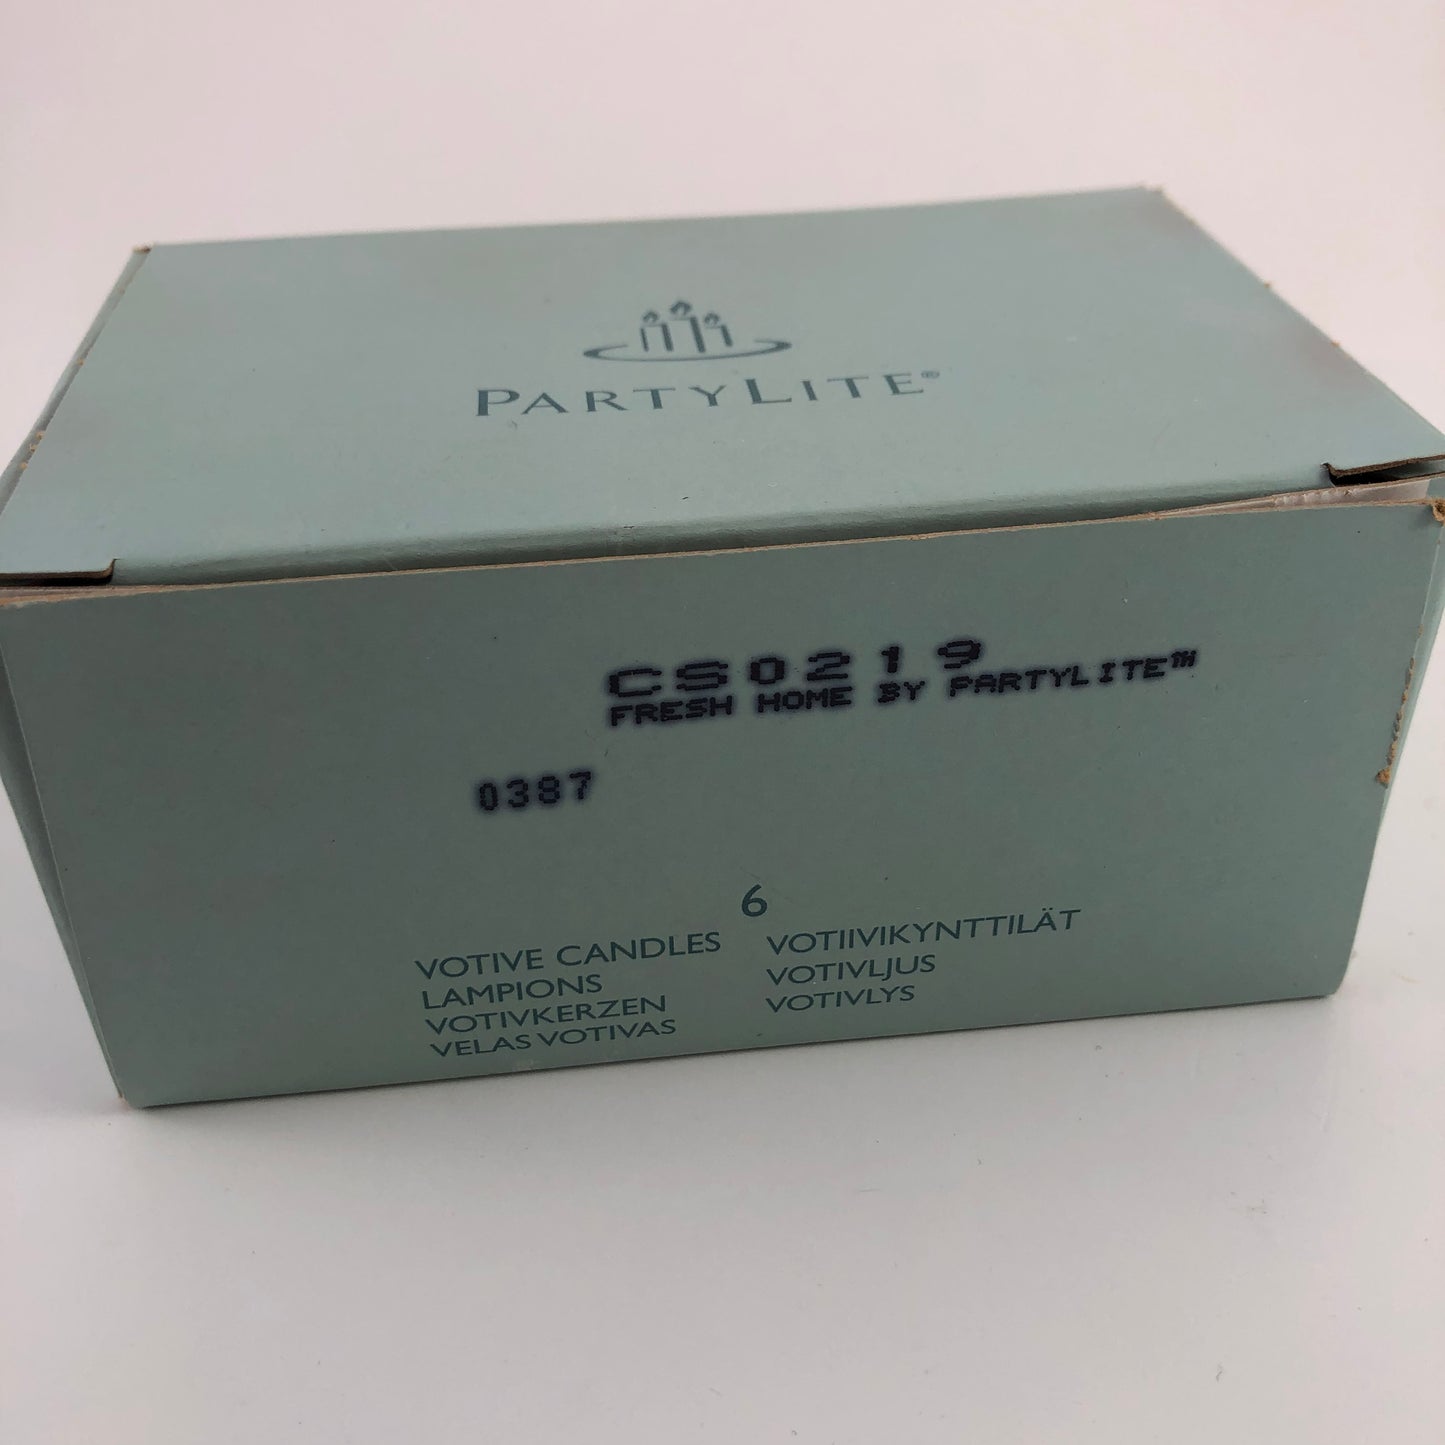 PARTYLITE®
CS0219
FRESH HOME BY PARTYLITE™
0387
6
VOTIVE CANDLES
LAMPIONS
VOTIVKERZEN
VELAS VOTIVAS
VOTIIVIKYNTTILÄT
VOTIVLJUS
VOTIVLYS